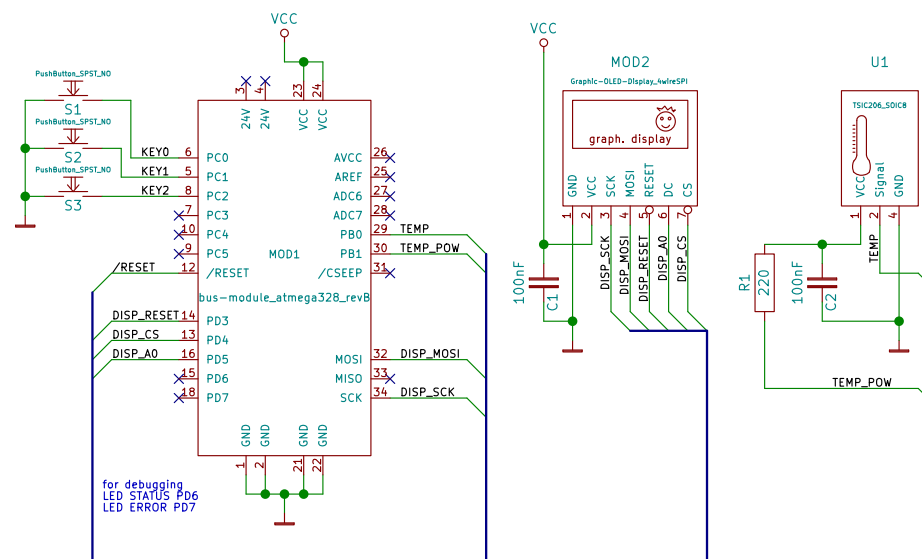 VCC
PushButton_SPST_NO
S1
PushButton_SPST_NO
S2
PushButton_SPST_NO
S3
KEY0
KEY1
KEY2
/RESET
DISP_RESET
DISP_CS
DISP_A0
3 4 23 24
24V 24V VCC VCC
6 PC0
5 PC1
8 PC2
7 PC3
10 PC4
9 PC5
12 /RESET
14 PD3
13 PD4
16 PD5
15 PD6
18 PD7
MOD1
bus-module_atmega328_revB
AVCC 26
AREF 25
ADC6 27
ADC7 28
PB0 29 TEMP
PB1 30 TEMP_POW
/CSEEP 31
MOSI 32 DISP_MOSI
MISO 33
SCK 34 DISP_SCK
GND GND GND GND
1 2 21 22
for debugging
LED STATUS PD6
LED ERROR PD7
VCC
MOD2
Graphic-OLED-Display_4wireSPI
graph. display
GND VCC SCK MOSI RESET DC CS
1 2 3 4 5 6 7
DISP_SCK
DISP_MOSI
DISP_RESET
DISP_A0
DISP_CS
100nF
C1
U1
TSIC206_SOIC8
VCC Signal GND
1 2 4
TEMP
R1
220
100nF
C2
TEMP_POW